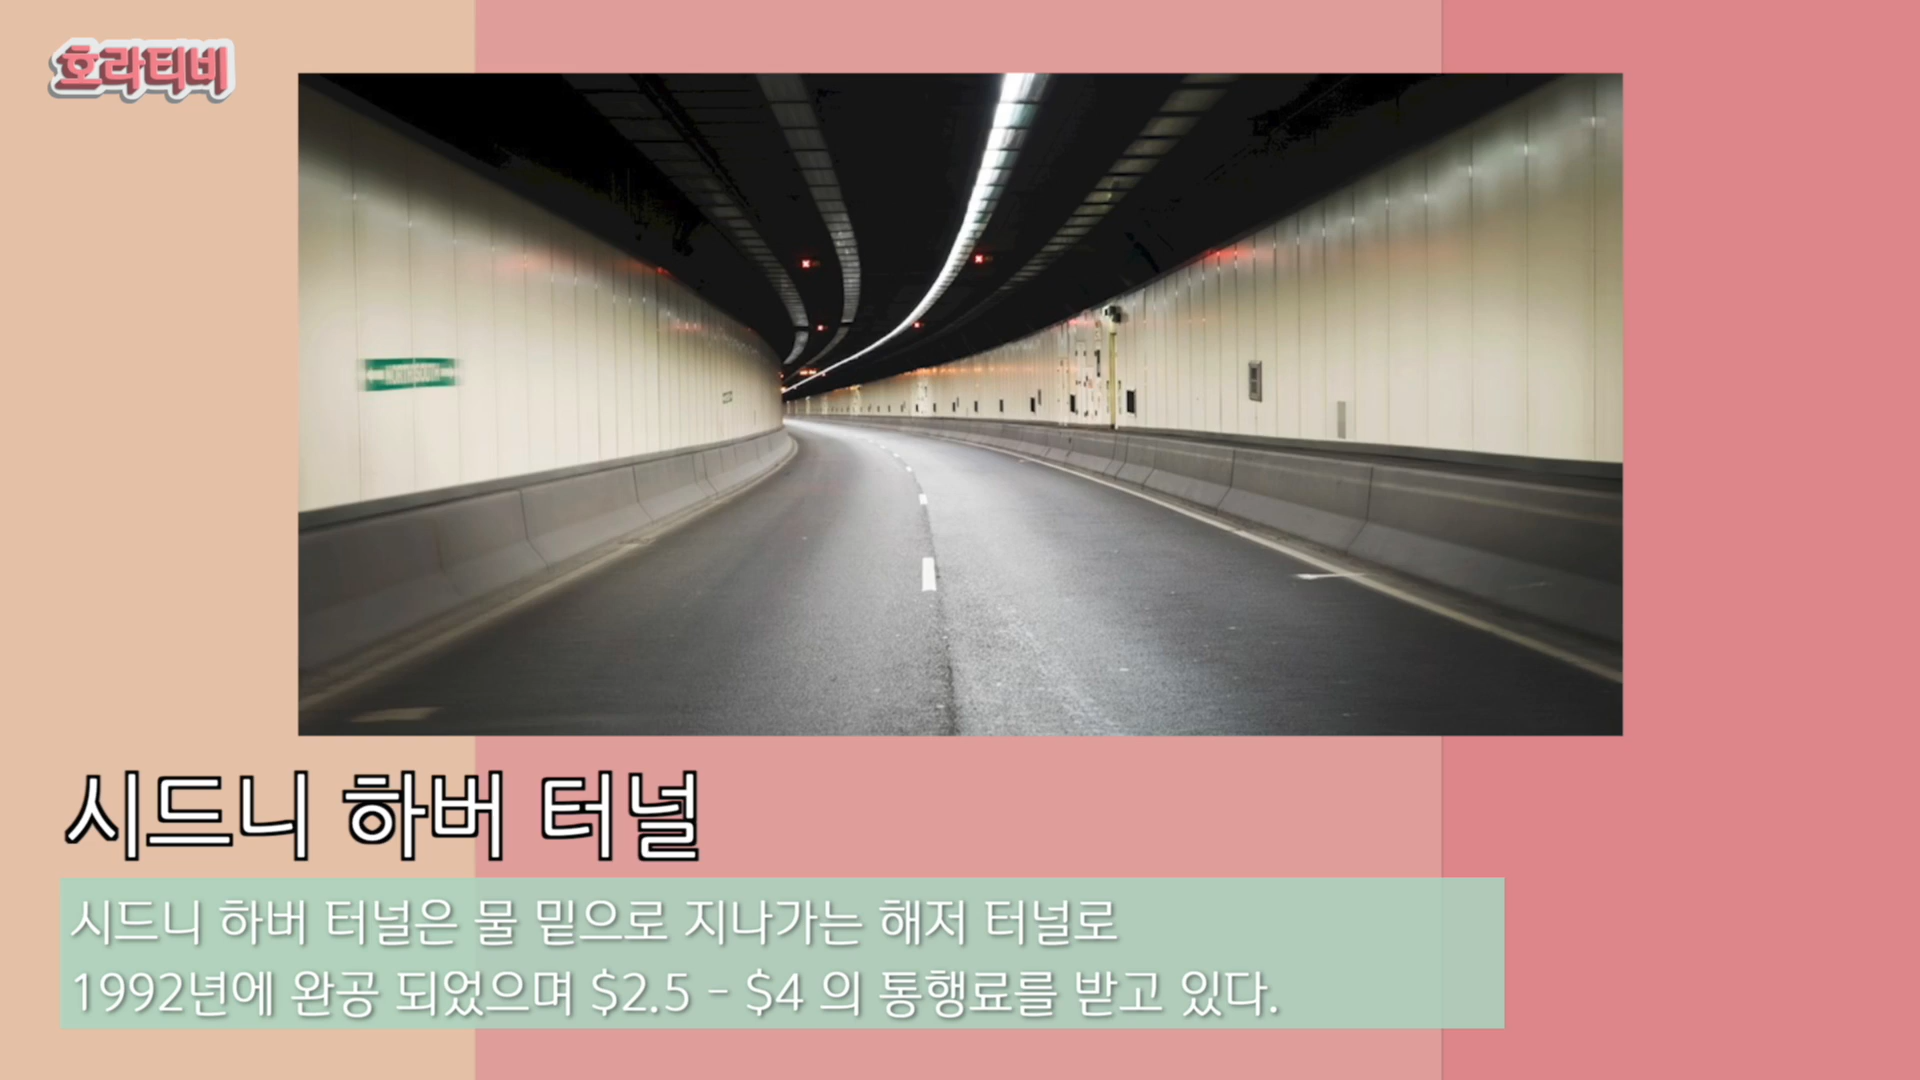 호라티비
시드니 하버 터널
시드니 하버 터널은 물 밑으로 지나가는 해저 터널로
1992년에 완공 되었으며 $2.5 - $4 의 통행료를 받고 있다.